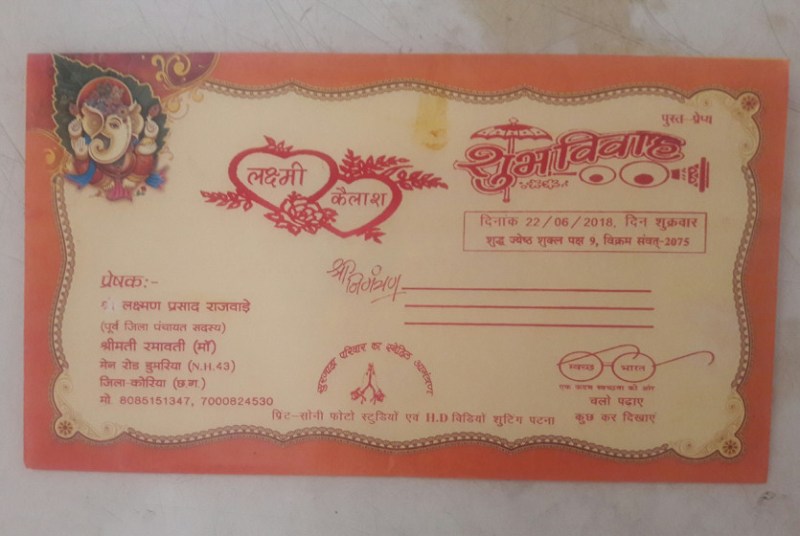 पुस्त-प्रेष्य
शुभ विवाह
लक्ष्मी
कैलाश
दिनांक 22/06/2018, दिन शुक्रवार
शुद्ध ज्येष्ठ शुक्ल पक्ष 9, विक्रम संवत्-2075
श्री निमंत्रण
प्रेषक:-
श्री लक्ष्मण प्रसाद राजवाड़े
(पूर्व जिला पंचायत सदस्य)
श्रीमती रमावती (माँ)
मेन रोड डुमरिया (N.H.43)
जिला-कोरिया (छ.ग.)
मो. 8085151347, 7000824530
परिवार का स्नेहिल आमंत्रण
स्वच्छ भारत
एक कदम स्वच्छता की ओर
चलो पढाए
कुछ कर दिखाए
प्रिंट-सोनी फोटो स्टुडियों एव H.D विडियो शुटिंग पटना